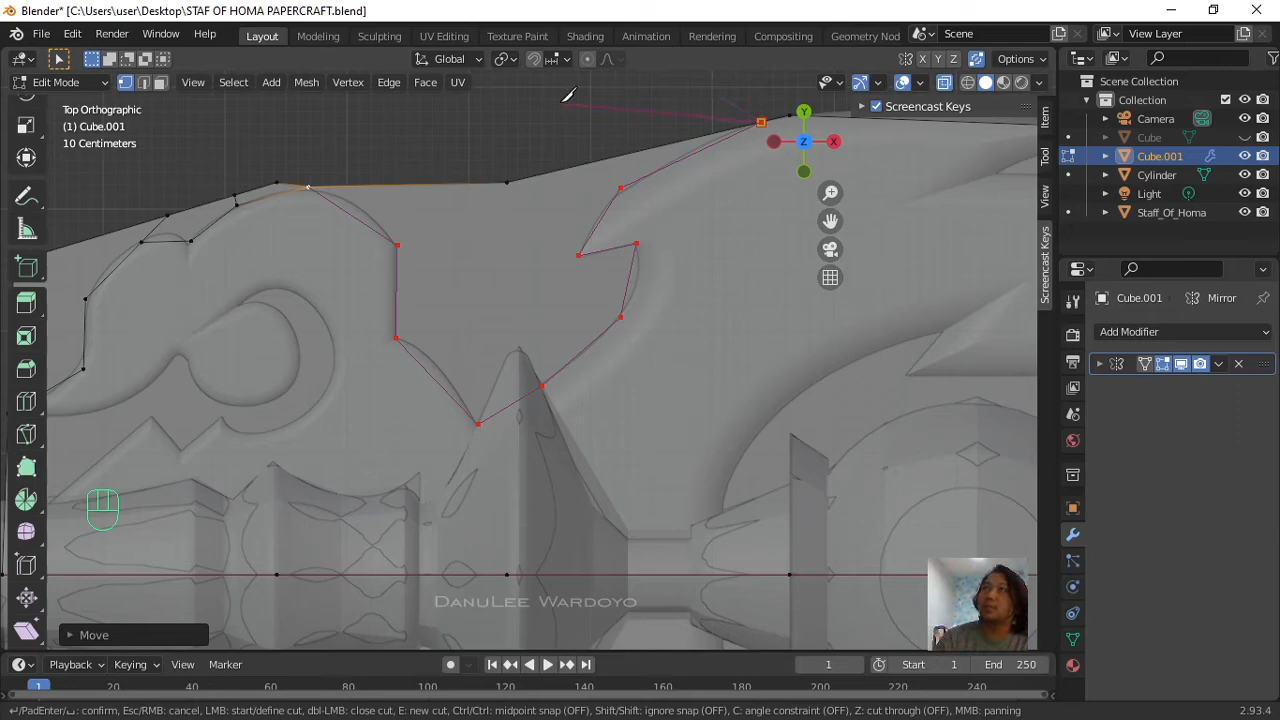 Blender* [C:\Users\user\Desktop\STAF OF HOMA PAPERCRAFT.blend]
File Edit Render Window Help Layout Modeling Sculpting UV Editing Texture Paint Shading Animation Rendering Compositing Geometry Nod Scene View Layer
Global X Y Z Options
Edit Mode View Select Add Mesh Vertex Edge Face UV
Top Orthographic
(1) Cube.001
10 Centimeters
Screencast Keys
Y
Z
X
Item
Tool
View
Screencast Keys
Scene Collection
Collection
Camera
Cube
Cube.001
Cylinder
Light
Staff_Of_Homa
Cube.001 Mirror
Add Modifier
DanuLee Wardoyo
Move
Playback Keying View Marker 1 Start 1 End 250
1 20 40 60 80 100 120 140 160 180 200 220 240
/PadEnter/: confirm, Esc/RMB: cancel, LMB: start/define cut, dbl-LMB: close cut, E: new cut, Ctrl/Ctrl: midpoint snap (OFF), Shift/Shift: ignore snap (OFF), C: angle constraint (OFF), Z: cut through (OFF), MMB: panning 2.93.4